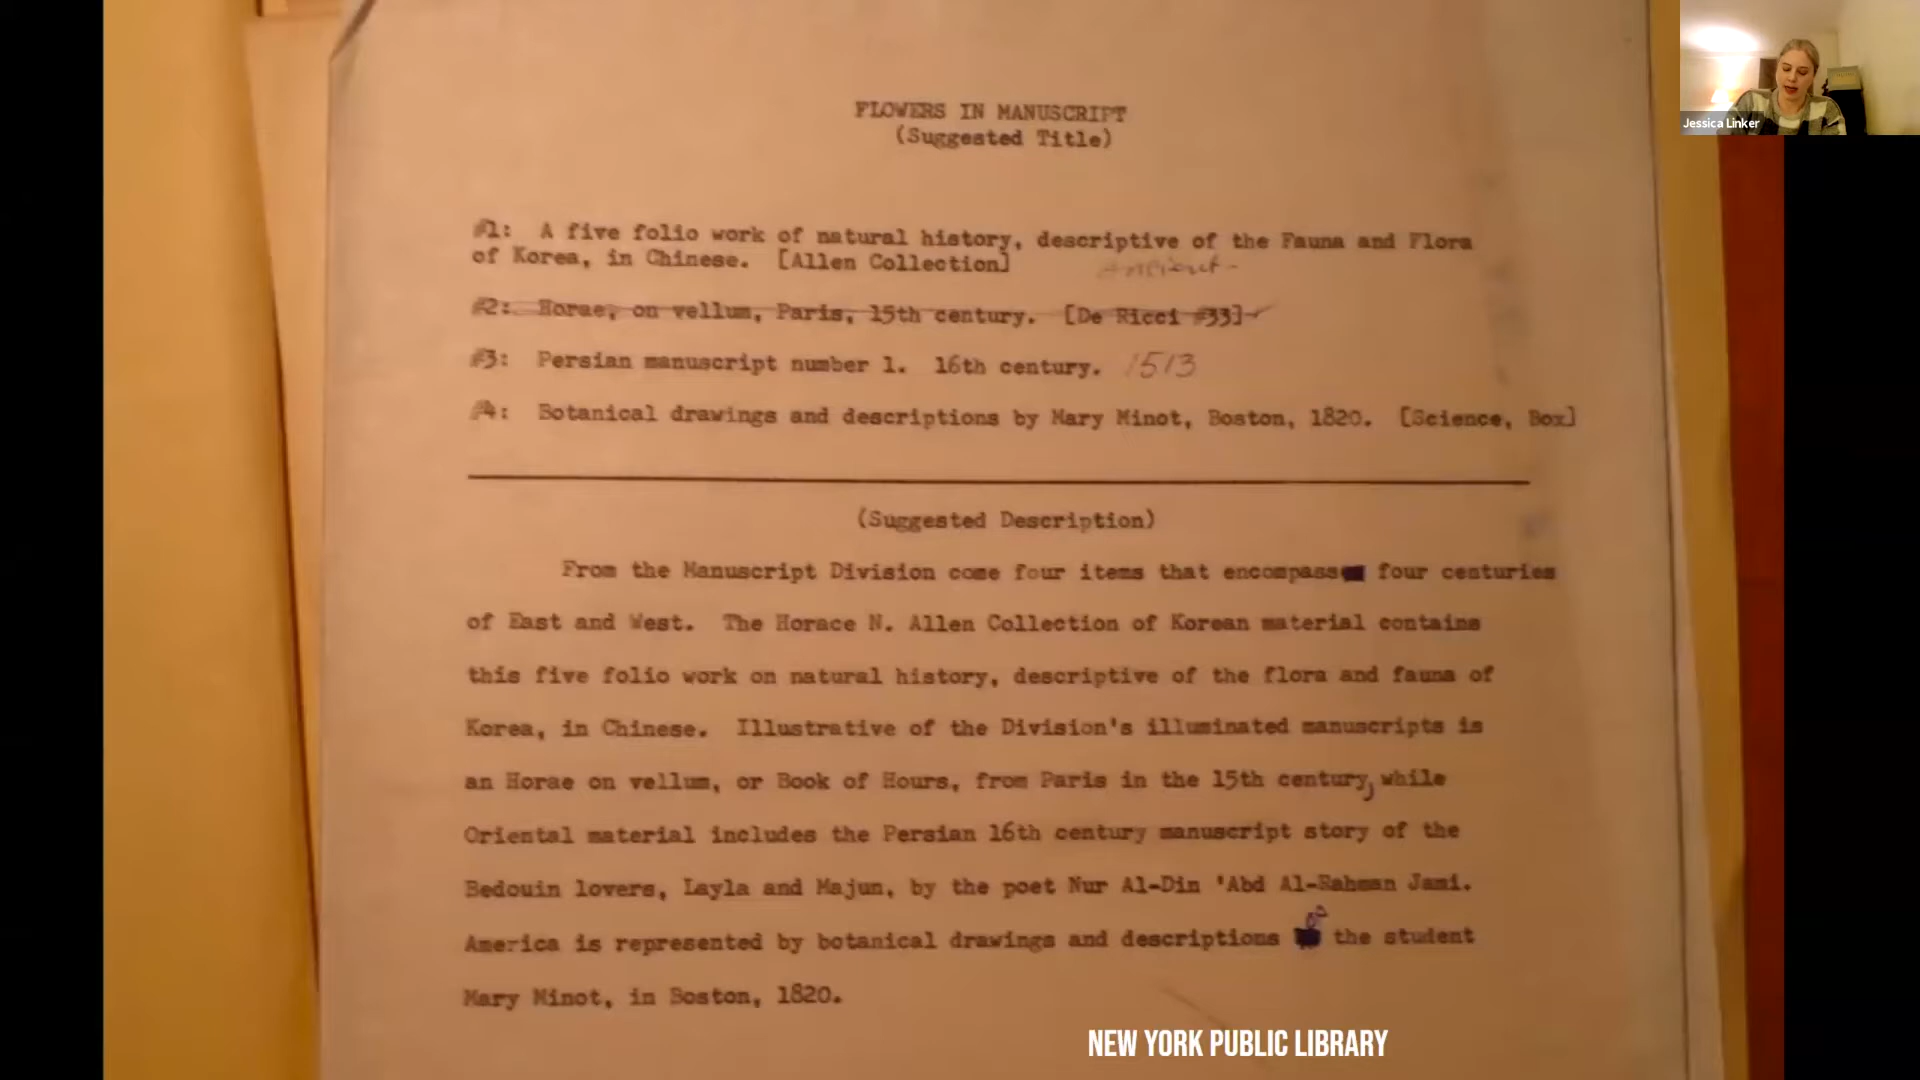 FLOWERS IN MANUSCRIPT
(Suggested Title)
#1: A five folio work of natural history, descriptive of the Fauna and Flora
of Korea, in Chinese. [Allen Collection] Ancient-
#2: Horae, on vellum, Paris, 15th century. [De Ricci #33]
#3: Persian manuscript number 1. 16th century. 1513
#4: Botanical drawings and descriptions by Mary Minot, Boston, 1820. [Science, Box]
(Suggested Description)
From the Manuscript Division come four items that encompass four centuries
of East and West. The Horace N. Allen Collection of Korean material contains
this five folio work on natural history, descriptive of the flora and fauna of
Korea, in Chinese. Illustrative of the Division's illuminated manuscripts is
an Horae on vellum, or Book of Hours, from Paris in the 15th century, while
Oriental material includes the Persian 16th century manuscript story of the
Bedouin lovers, Layla and Majun, by the poet Nur Al-Din 'Abd Al-Rahman Jami.
America is represented by botanical drawings and descriptions of the student
Mary Minot, in Boston, 1820.
NEW YORK PUBLIC LIBRARY
Jessica Linker